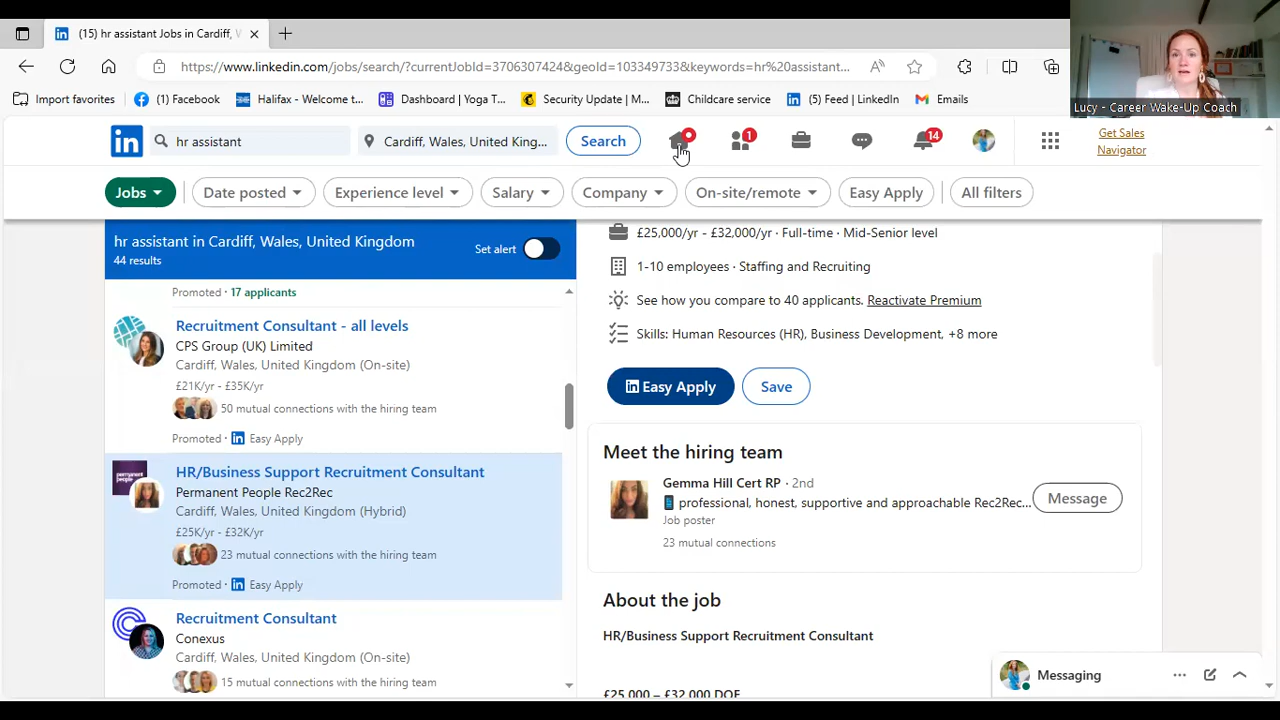 (15) hr assistant Jobs in Cardiff, W
https://www.linkedin.com/jobs/search/?currentJobId=3706307424&geoId=103349733&keywords=hr%20assistant...
Import favorites
(1) Facebook
Halifax - Welcome t...
Dashboard | Yoga T...
Security Update | M...
Childcare service
(5) Feed | LinkedIn
Emails
Lucy - Career Wake-Up Coach
in
hr assistant
Cardiff, Wales, United King...
Search
1
14
Get Sales
Navigator
Jobs
Date posted
Experience level
Salary
Company
On-site/remote
Easy Apply
All filters
hr assistant in Cardiff, Wales, United Kingdom
44 results
Set alert
Promoted · 17 applicants
Recruitment Consultant - all levels
CPS Group (UK) Limited
Cardiff, Wales, United Kingdom (On-site)
£21K/yr - £35K/yr
50 mutual connections with the hiring team
Promoted · in Easy Apply
permanent
people
HR/Business Support Recruitment Consultant
Permanent People Rec2Rec
Cardiff, Wales, United Kingdom (Hybrid)
£25K/yr - £32K/yr
23 mutual connections with the hiring team
Promoted · in Easy Apply
Recruitment Consultant
Conexus
Cardiff, Wales, United Kingdom (On-site)
15 mutual connections with the hiring team
£25,000/yr - £32,000/yr · Full-time · Mid-Senior level
1-10 employees · Staffing and Recruiting
See how you compare to 40 applicants. Reactivate Premium
Skills: Human Resources (HR), Business Development, +8 more
in Easy Apply
Save
Meet the hiring team
Gemma Hill Cert RP · 2nd
professional, honest, supportive and approachable Rec2Rec...
Job poster
23 mutual connections
Message
About the job
HR/Business Support Recruitment Consultant
£25,000 – £32,000 DOE
Messaging